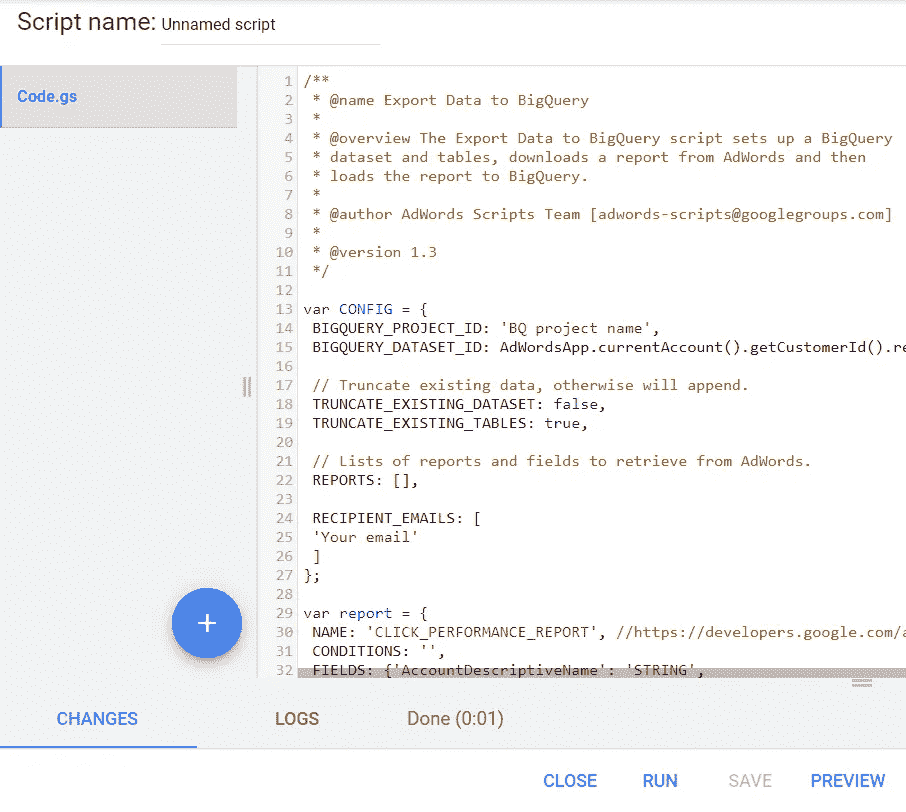 Script name: Unnamed script
Code.gs
1 /**
2 * @name Export Data to BigQuery
3 *
4 * @overview The Export Data to BigQuery script sets up a BigQuery
5 * dataset and tables, downloads a report from AdWords and then
6 * loads the report to BigQuery.
7 *
8 * @author AdWords Scripts Team [adwords-scripts@googlegroups.com]
9 *
10 * @version 1.3
11 */
12
13 var CONFIG = {
14 BIGQUERY_PROJECT_ID: 'BQ project name',
15 BIGQUERY_DATASET_ID: AdWordsApp.currentAccount().getCustomerId().re
16
17 // Truncate existing data, otherwise will append.
18 TRUNCATE_EXISTING_DATASET: false,
19 TRUNCATE_EXISTING_TABLES: true,
20
21 // Lists of reports and fields to retrieve from AdWords.
22 REPORTS: [],
23
24 RECIPIENT_EMAILS: [
25 'Your email'
26 ]
27 };
28
29 var report = {
30 NAME: 'CLICK_PERFORMANCE_REPORT', //https://developers.google.com/a
31 CONDITIONS: '',
32 FIELDS: {'AccountDescriptiveName': 'STRING',
+
CHANGES LOGS Done (0:01)
CLOSE RUN SAVE PREVIEW